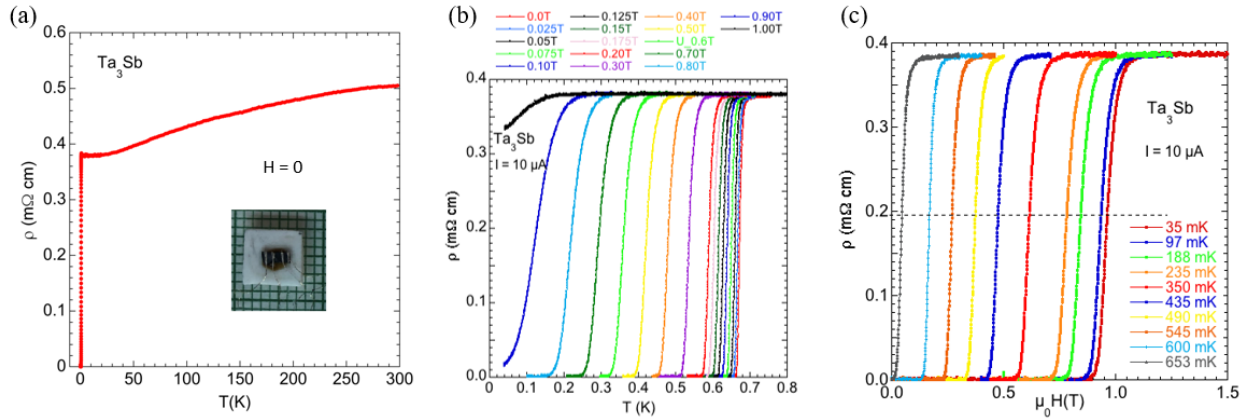 (a)
0.6
0.5
0.4
0.3
0.2
0.1
0
ρ (mΩ cm)
Ta3Sb
H = 0
0 50 100 150 200 250 300
T(K)
(b)
0.0T 0.125T 0.40T 0.90T
0.025T 0.15T 0.50T 1.00T
0.05T 0.175T U_0.6T
0.075T 0.20T 0.70T
0.10T 0.30T 0.80T
0.4
0.3
0.2
0.1
0.0
ρ (mΩ cm)
Ta3Sb
I = 10 µA
0 0.1 0.2 0.3 0.4 0.5 0.6 0.7 0.8
T (K)
(c)
0.4
0.3
0.2
0.1
0.0
ρ (mΩ cm)
Ta3Sb
I = 10 µA
35 mK
97 mK
188 mK
235 mK
350 mK
435 mK
490 mK
545 mK
600 mK
653 mK
0.0 0.5 1.0 1.5
µ0H(T)